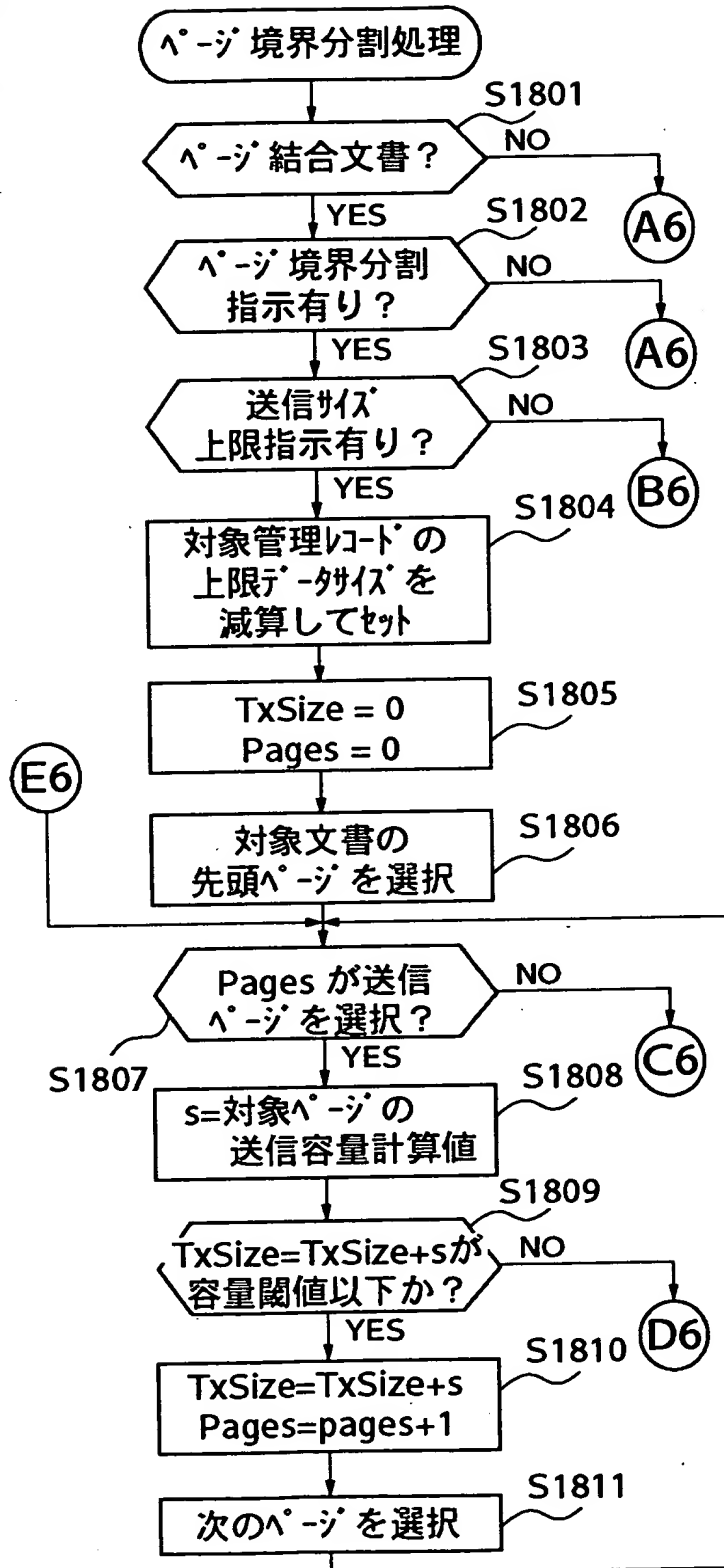 ﾍﾟｰｼﾞ境界分割処理
S1801
ﾍﾟｰｼﾞ結合文書？
NO
A6
YES
S1802
ﾍﾟｰｼﾞ境界分割
指示有り？
NO
A6
YES
S1803
送信ｻｲｽﾞ
上限指示有り？
NO
B6
YES
S1804
対象管理ﾚｺｰﾄﾞの
上限ﾃﾞｰﾀｻｲｽﾞを
減算してｾｯﾄ
S1805
TxSize = 0
Pages = 0
E6
S1806
対象文書の
先頭ﾍﾟｰｼﾞを選択
Pages が送信
ﾍﾟｰｼﾞを選択？
NO
C6
S1807
YES
S1808
s=対象ﾍﾟｰｼﾞの
送信容量計算値
S1809
TxSize=TxSize+sが
容量閾値以下か？
NO
D6
YES
S1810
TxSize=TxSize+s
Pages=pages+1
S1811
次のﾍﾟｰｼﾞを選択